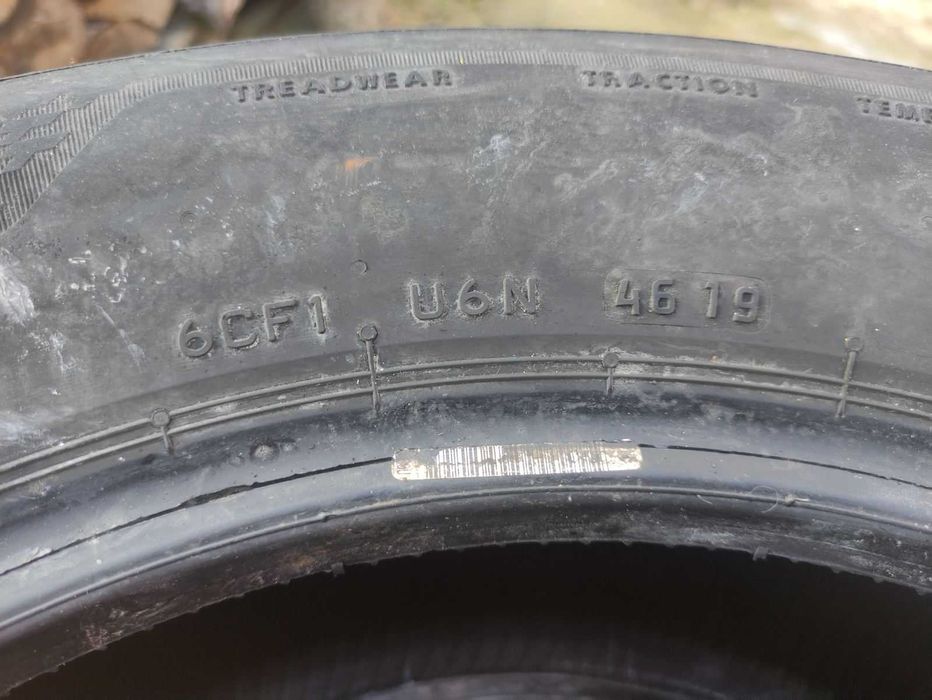 TREADWEAR TRACTION
6CF1 U6N 4619